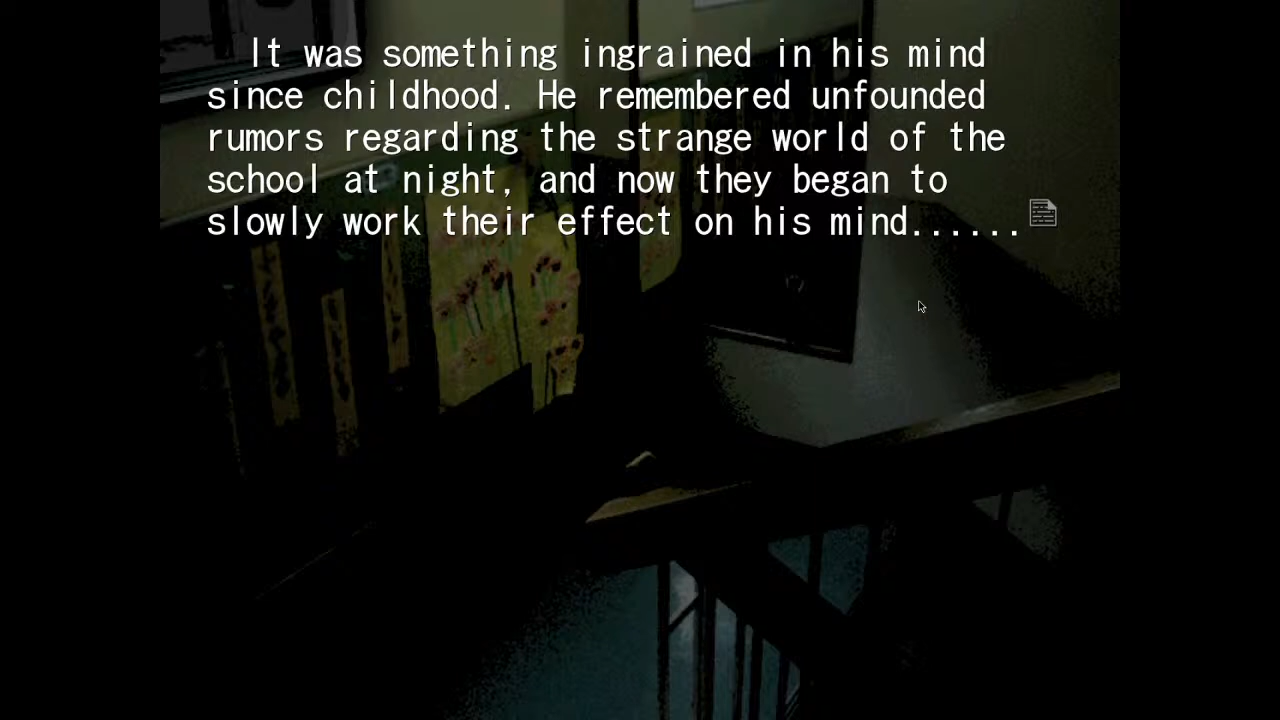 It was something ingrained in his mind
since childhood. He remembered unfounded
rumors regarding the strange world of the
school at night, and now they began to
slowly work their effect on his mind......